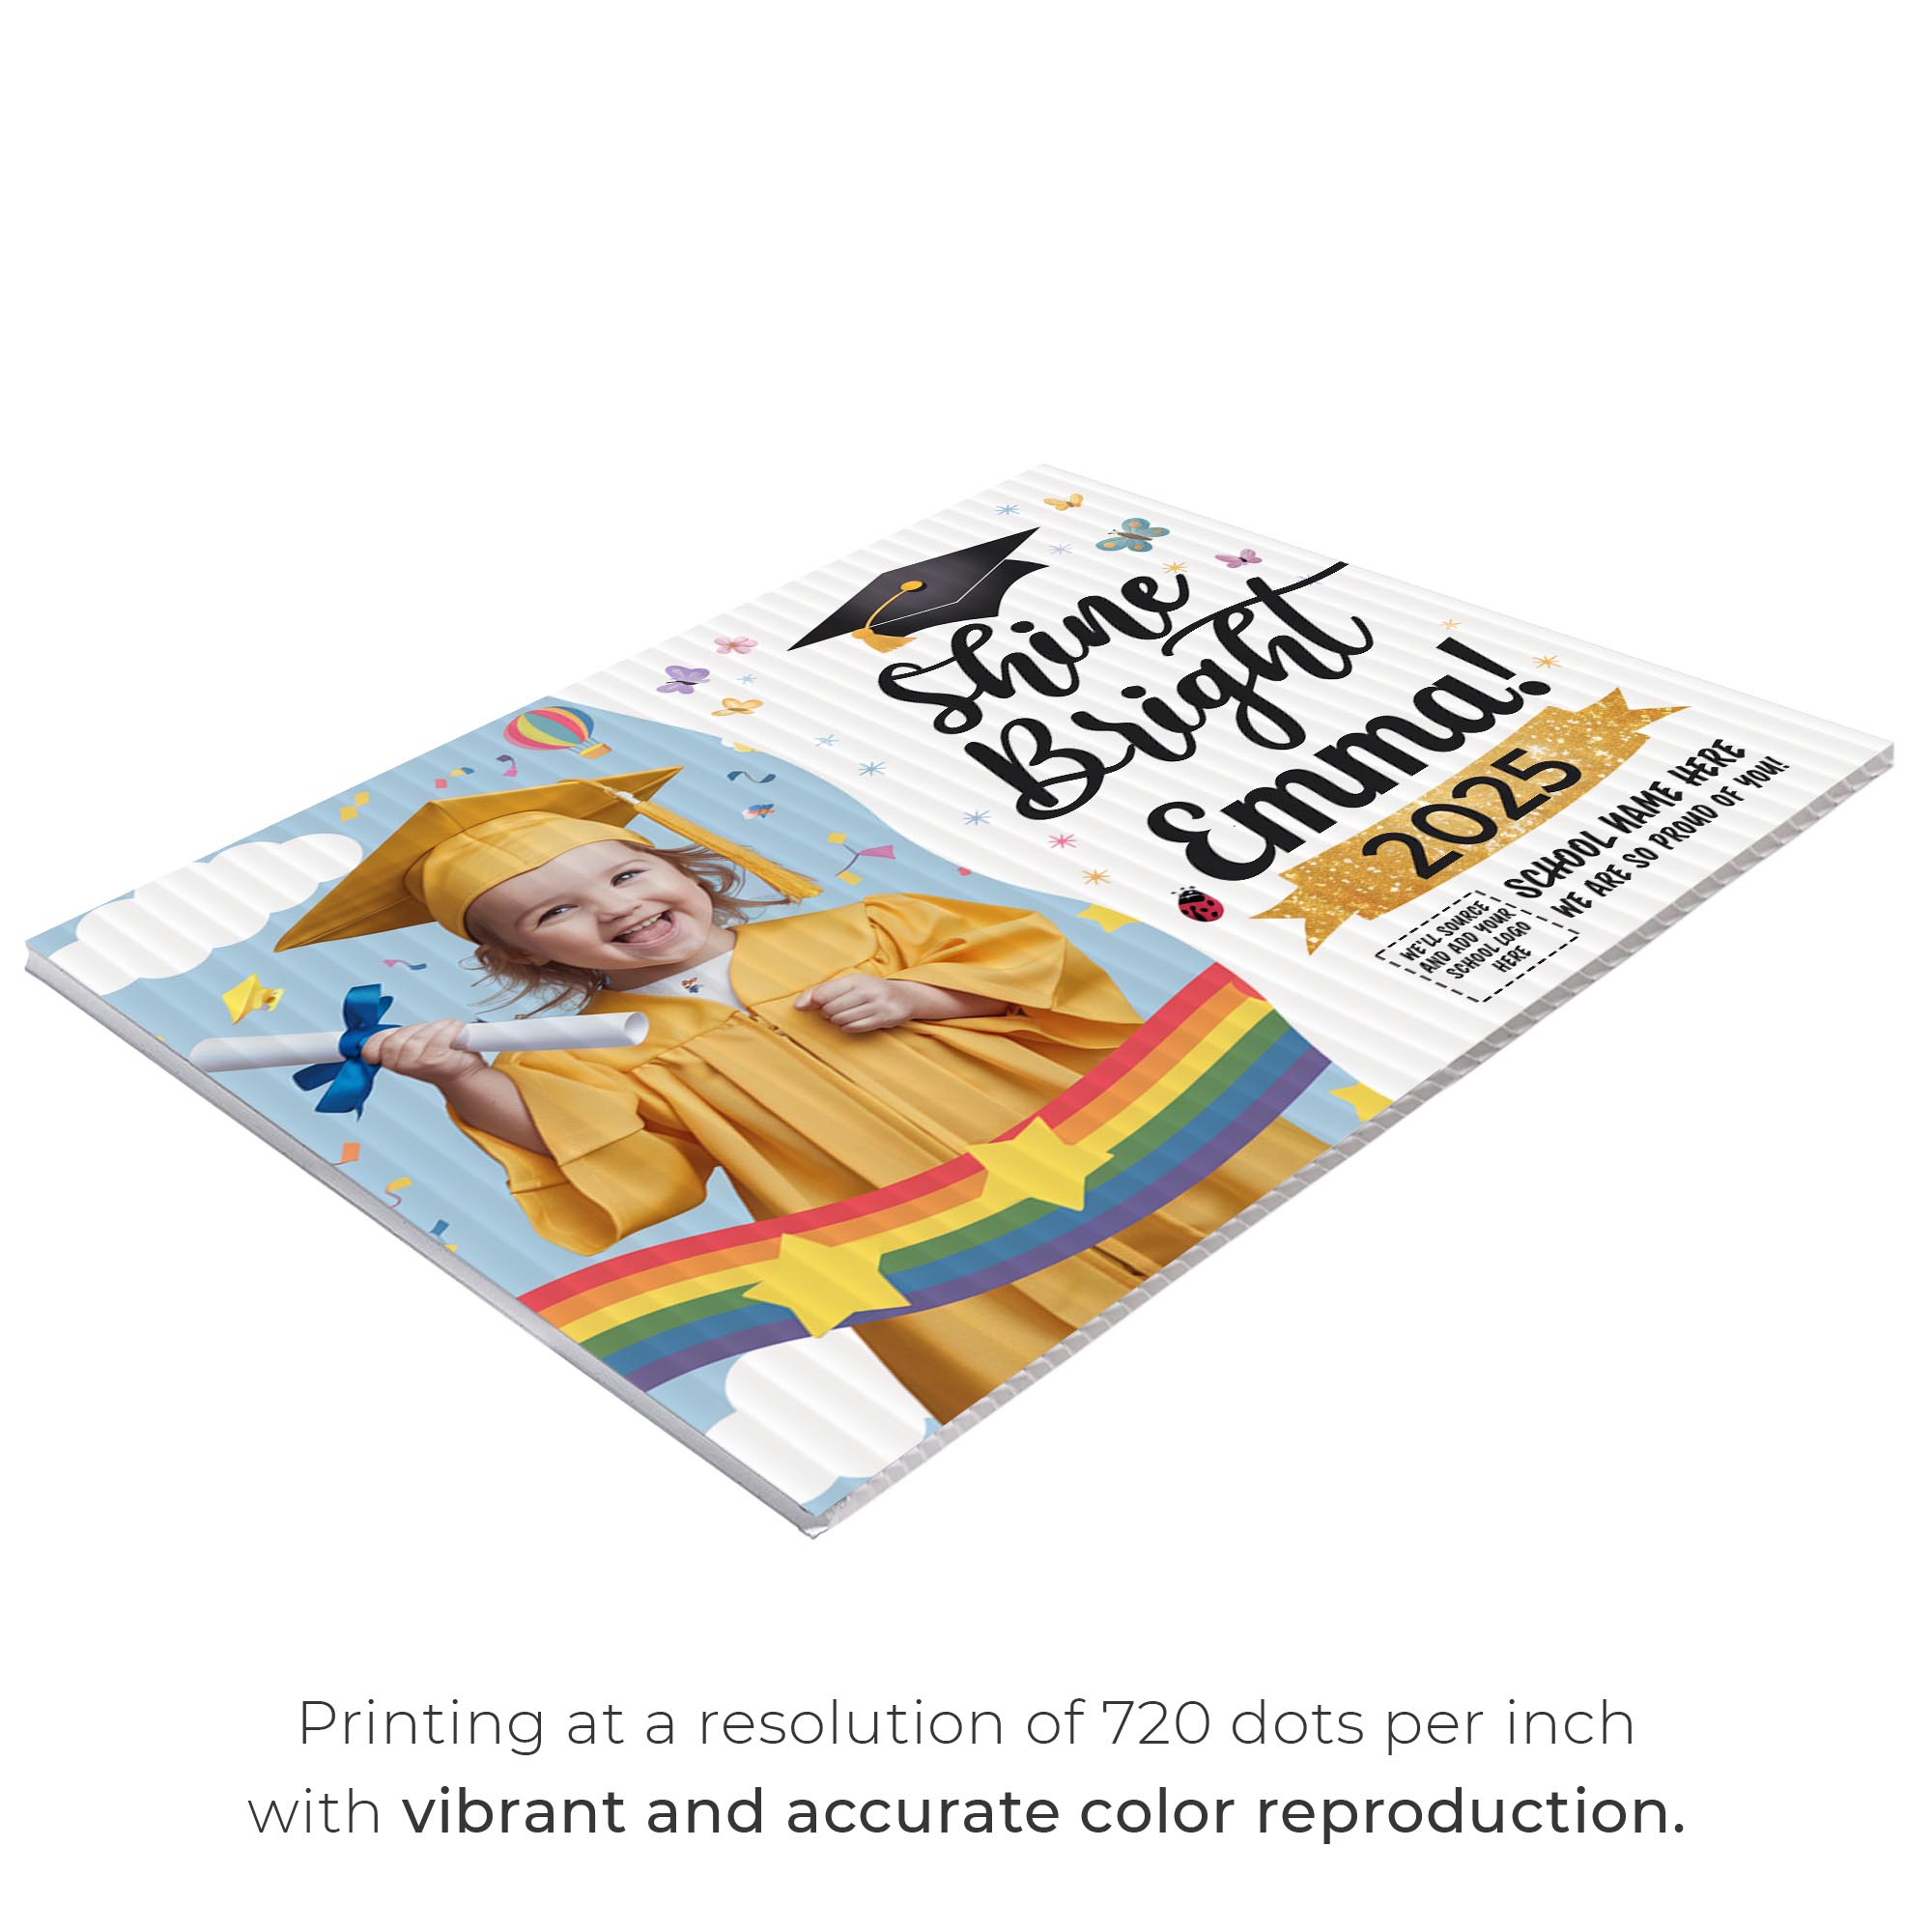 Shine
Bright
Emma!
2025
SCHOOL NAME HERE
WE ARE SO PROUD OF YOU!
WE'LL SOURCE
AND ADD YOUR
SCHOOL LOGO
HERE
Printing at a resolution of 720 dots per inch
with vibrant and accurate color reproduction.